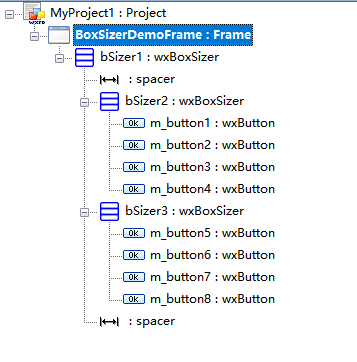 MyProject1 : Project
BoxSizerDemoFrame : Frame
bSizer1 : wxBoxSizer
: spacer
bSizer2 : wxBoxSizer
Ok m_button1 : wxButton
Ok m_button2 : wxButton
Ok m_button3 : wxButton
Ok m_button4 : wxButton
bSizer3 : wxBoxSizer
Ok m_button5 : wxButton
Ok m_button6 : wxButton
Ok m_button7 : wxButton
Ok m_button8 : wxButton
: spacer